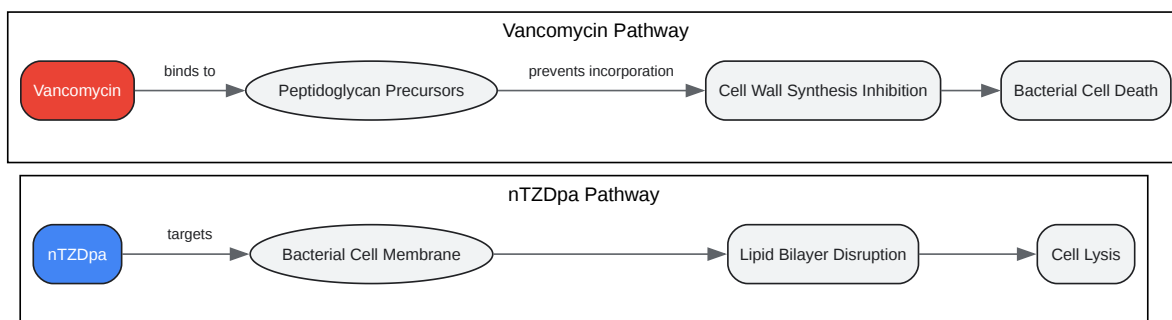 Vancomycin Pathway
Vancomycin
binds to
Peptidoglycan Precursors
prevents incorporation
Cell Wall Synthesis Inhibition
Bacterial Cell Death
nTZDpa Pathway
nTZDpa
targets
Bacterial Cell Membrane
Lipid Bilayer Disruption
Cell Lysis